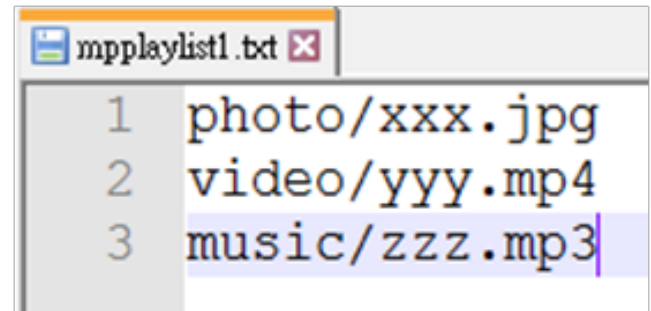 mpplaylist1.txt
1 photo/xxx.jpg
2 video/yyy.mp4
3 music/zzz.mp3